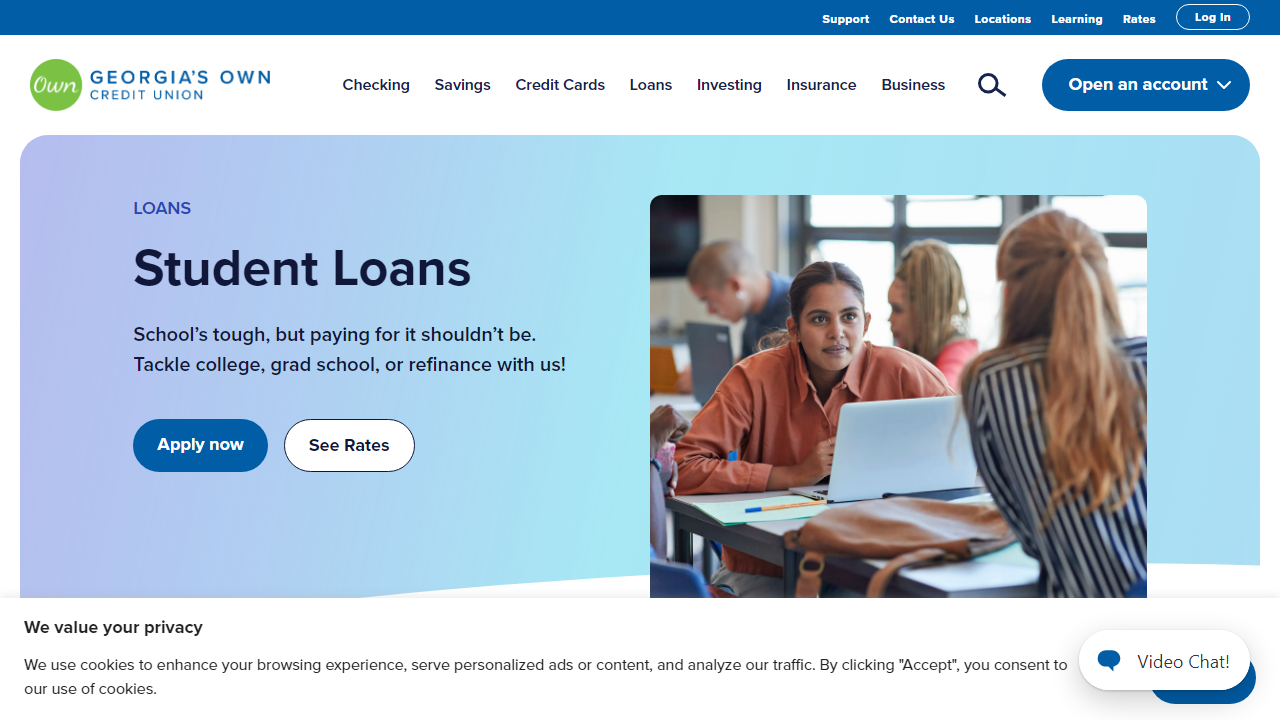 Support Contact Us Locations Learning Rates Log In
Own GEORGIA'S OWN
CREDIT UNION
Checking Savings Credit Cards Loans Investing Insurance Business Open an account
LOANS
Student Loans
School’s tough, but paying for it shouldn’t be.
Tackle college, grad school, or refinance with us!
Apply now See Rates
We value your privacy
We use cookies to enhance your browsing experience, serve personalized ads or content, and analyze our traffic. By clicking "Accept", you consent to
our use of cookies.
Video Chat!